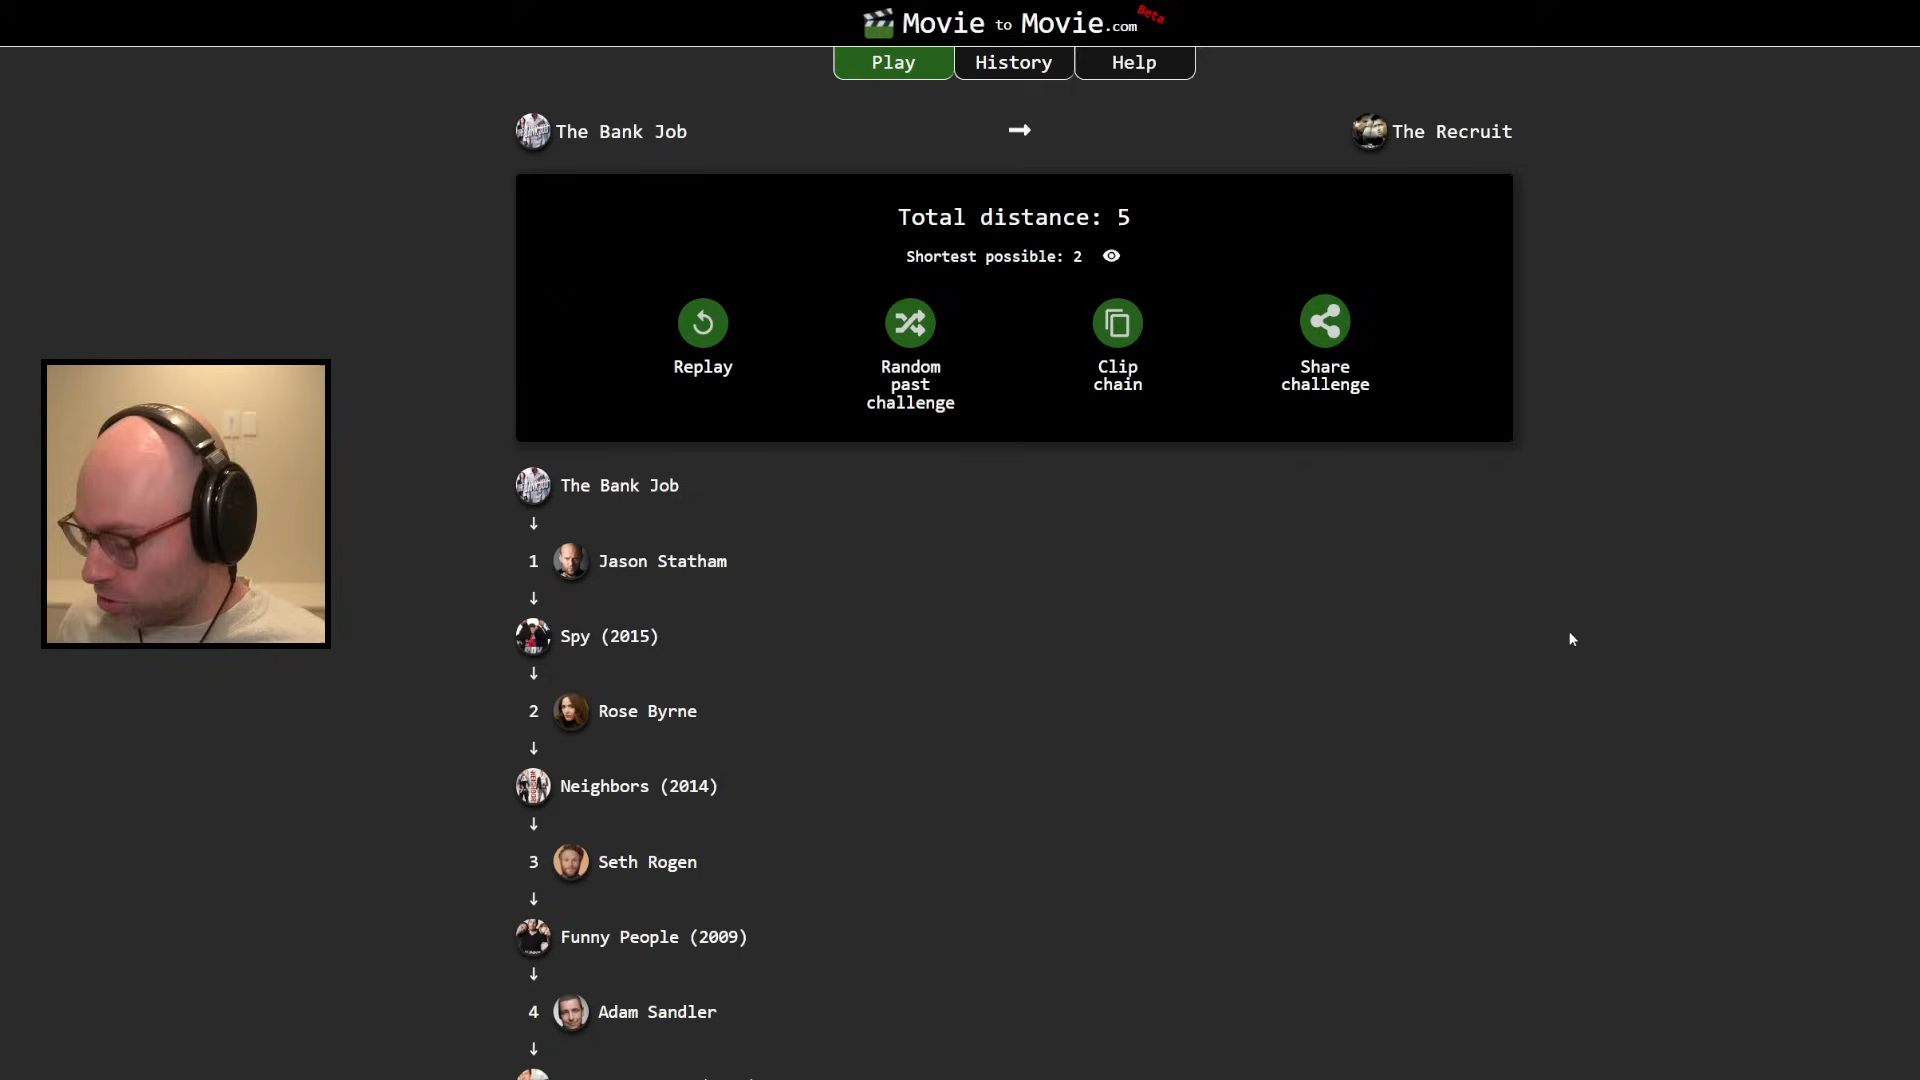 Movie to Movie.com Beta
Play History Help
The Bank Job → The Recruit
Total distance: 5
Shortest possible: 2
Replay
Random past challenge
Clip chain
Share challenge
The Bank Job
↓
1 Jason Statham
↓
Spy (2015)
↓
2 Rose Byrne
↓
Neighbors (2014)
↓
3 Seth Rogen
↓
Funny People (2009)
↓
4 Adam Sandler
↓